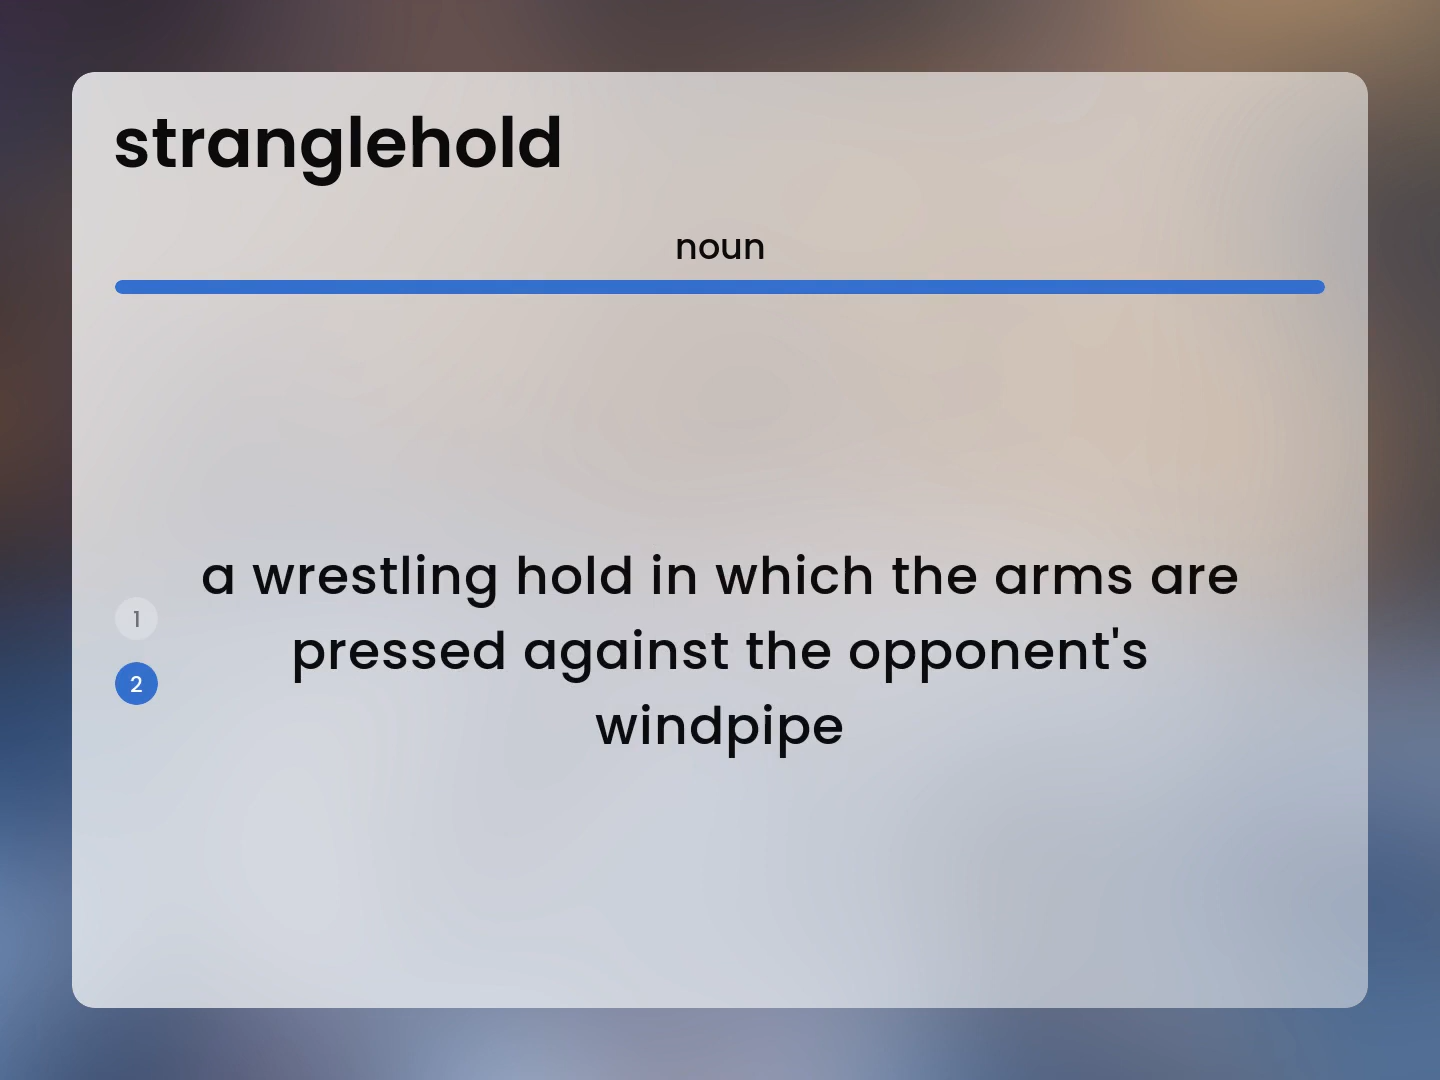 stranglehold
noun
a wrestling hold in which the arms are
pressed against the opponent's
windpipe
1
2